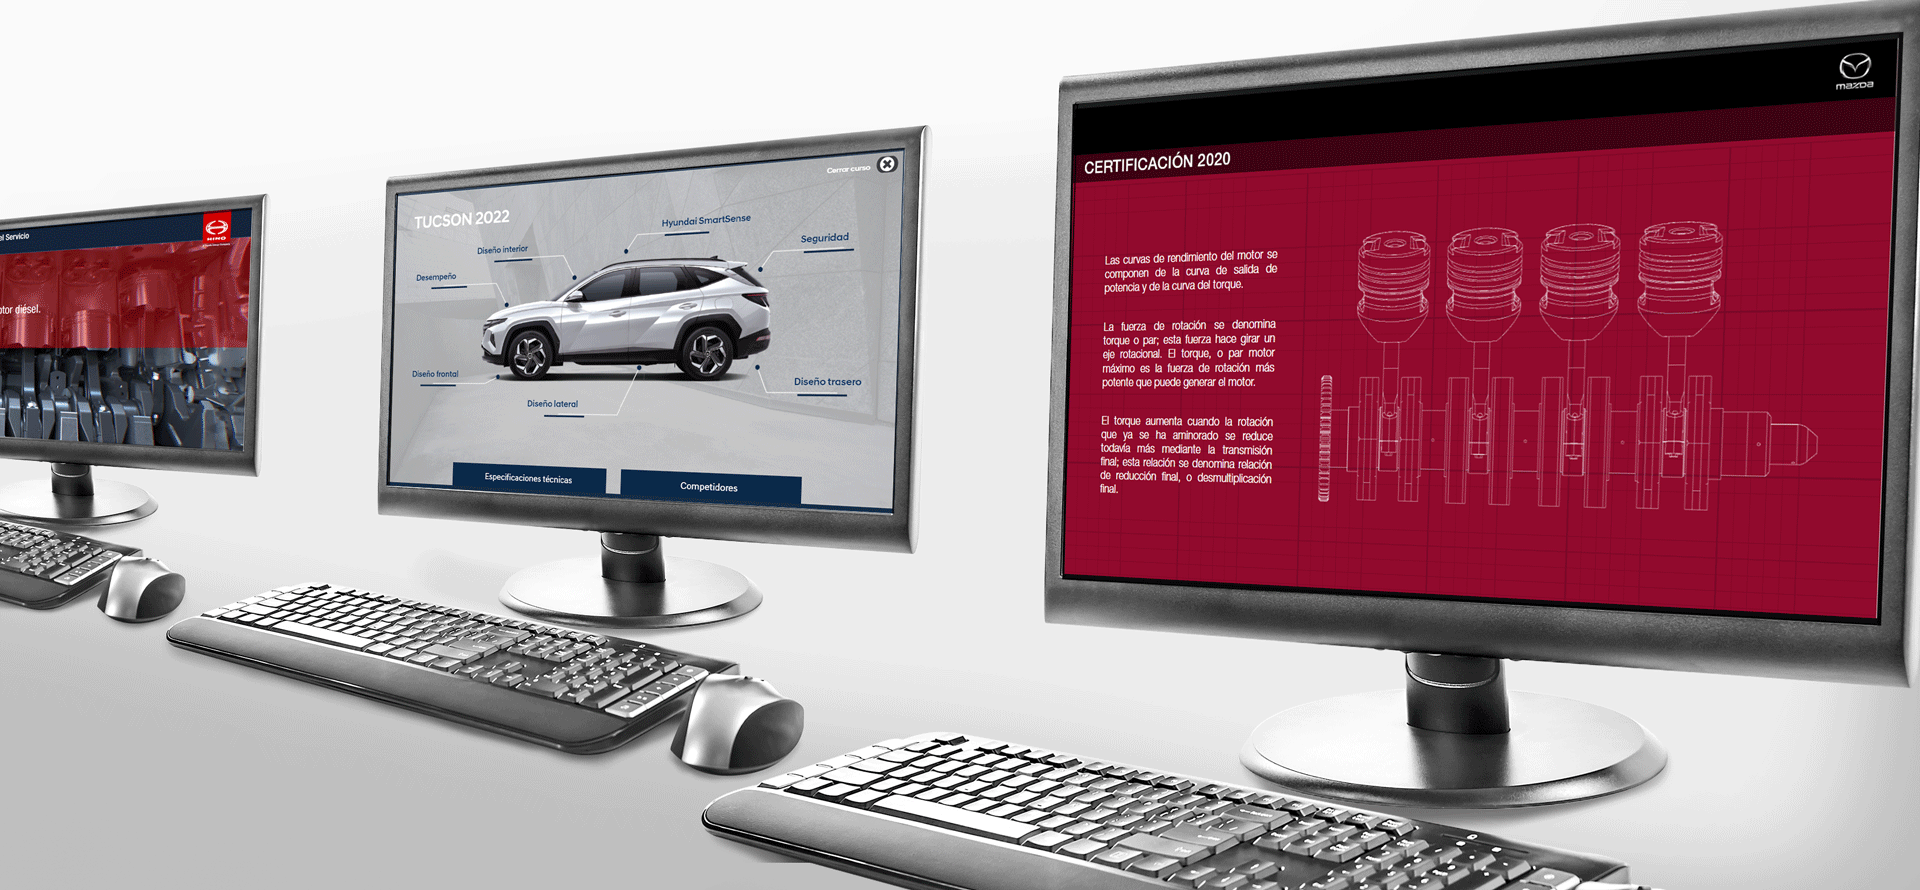 el Servicio
HINO
otor diésel.
Cerrar curso
TUCSON 2022
Hyundai SmartSense
Diseño interior
Seguridad
Desempeño
Diseño frontal
Diseño trasero
Diseño lateral
Especificaciones técnicas
Competidores
mazda
CERTIFICACIÓN 2020
Las curvas de rendimiento del motor se
componen de la curva de salida de
potencia y de la curva del torque.
La fuerza de rotación se denomina
torque o par; esta fuerza hace girar un
eje rotacional. El torque, o par motor
máximo es la fuerza de rotación más
potente que puede generar el motor.
El torque aumenta cuando la rotación
que ya se ha aminorado se reduce
todavía más mediante la transmisión
final; esta relación se denomina relación
de reducción final, o desmultiplicación
final.